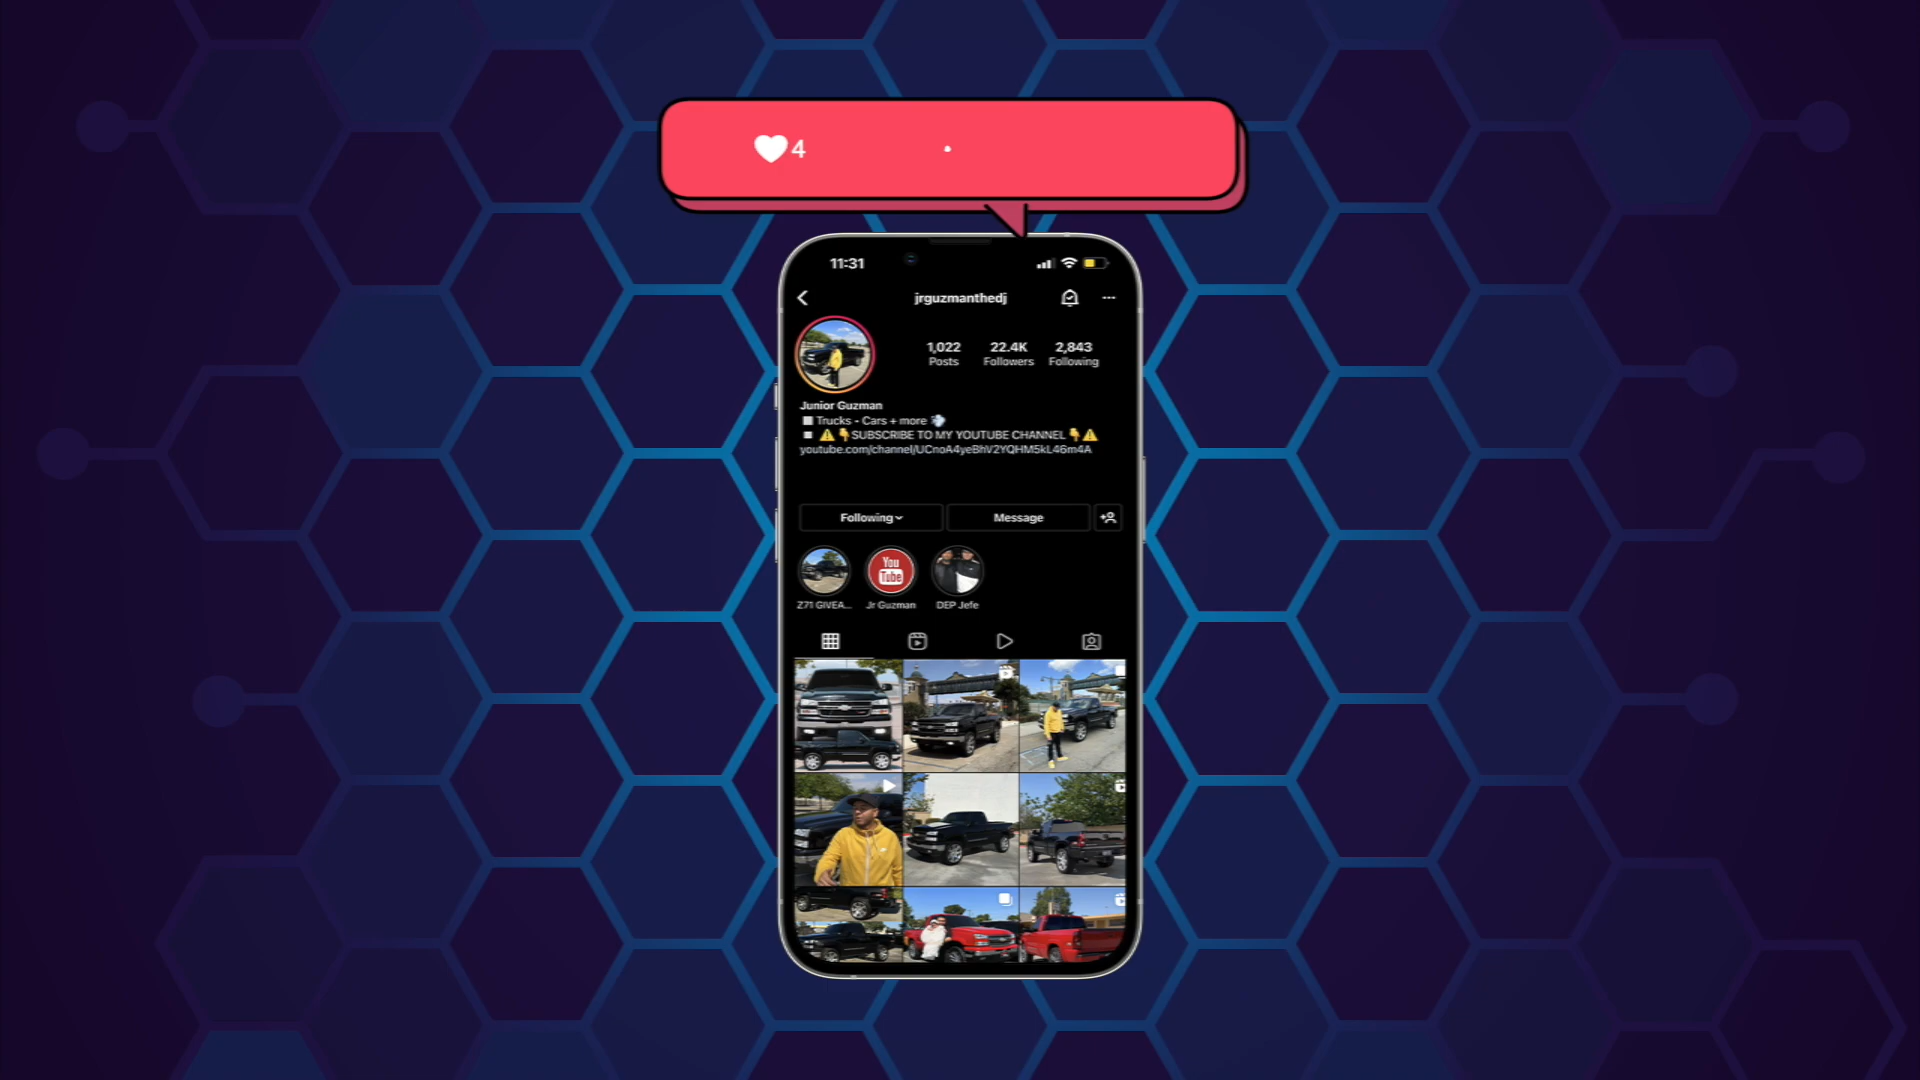 4
11:31
jrguzmanthedj
1,022 22.4K 2,843
Posts Followers Following
Junior Guzman
Trucks - Cars + more
SUBSCRIBE TO MY YOUTUBE CHANNEL
youtube.com/channel/UCnoA4yeBhV2YQHM5kL46m4A
Following Message
You
Tube
Z71 GIVEA... Jr Guzman DEP Jefe